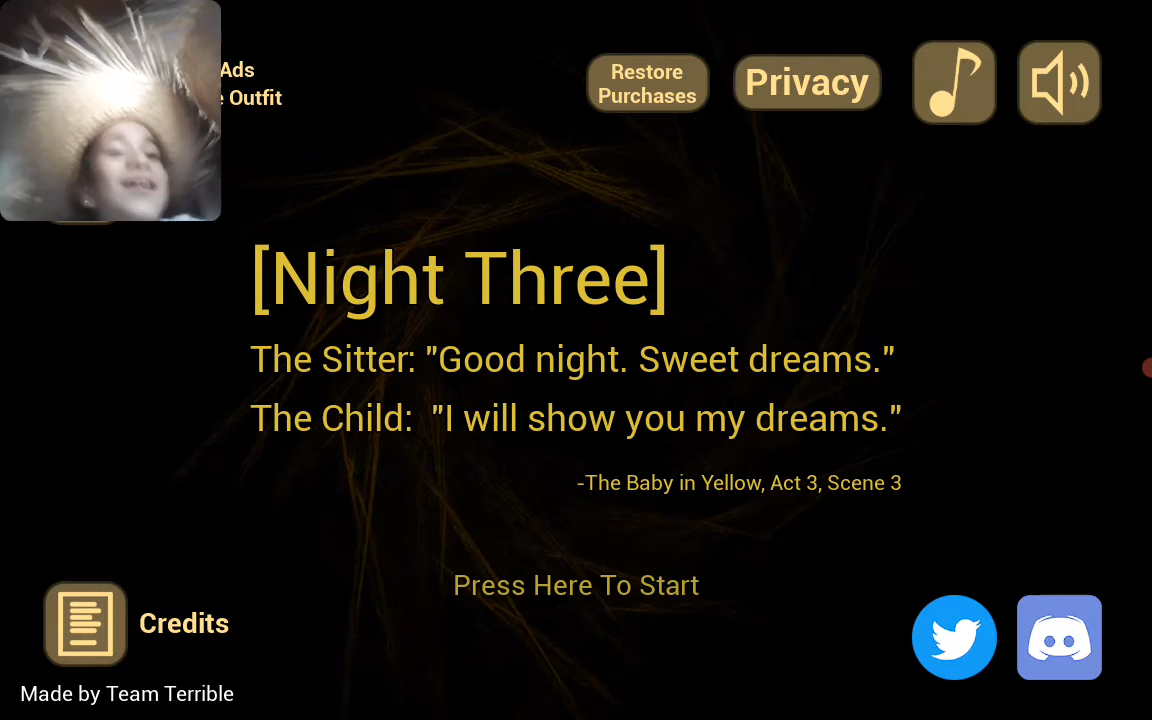 Ads
e Outfit
Restore
Purchases
Privacy
[Night Three]
The Sitter: "Good night. Sweet dreams."
The Child:  "I will show you my dreams."
-The Baby in Yellow, Act 3, Scene 3
Press Here To Start
Credits
Made by Team Terrible